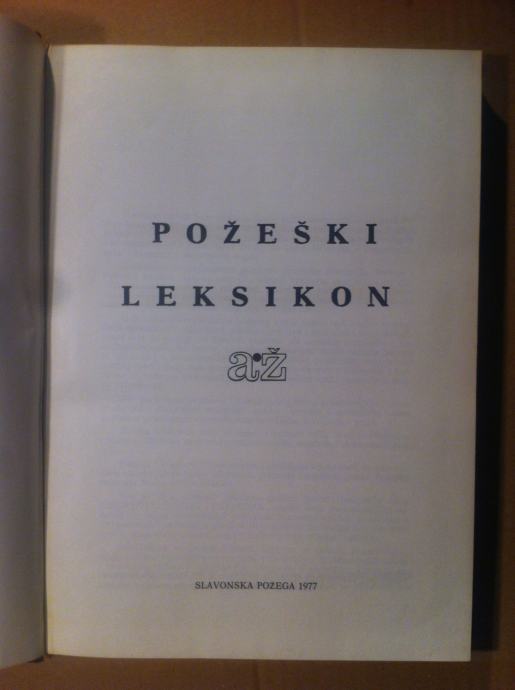 POŽEŠKI
LEKSIKON
a•ž
SLAVONSKA POŽEGA 1977